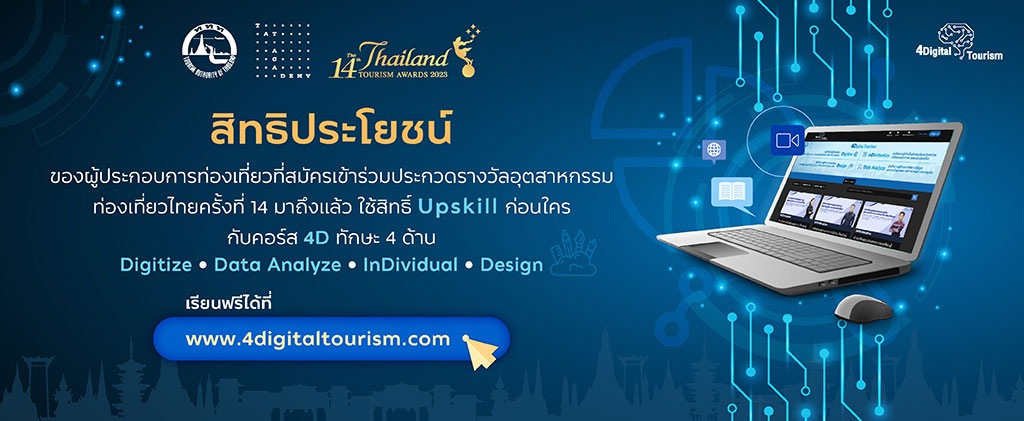 TOURISM AUTHORITY OF THAILAND
TAT ACADEMY
The 14th Thailand
TOURISM AWARDS 2023
4Digital Tourism
สิทธิประโยชน์
ของผู้ประกอบการท่องเที่ยวที่สมัครเข้าร่วมประกวดรางวัลอุตสาหกรรม
ท่องเที่ยวไทยครั้งที่ 14 มาถึงแล้ว ใช้สิทธิ์ Upskill ก่อนใคร
กับคอร์ส 4D ทักษะ 4 ด้าน
Digitize • Data Analyze • InDividual • Design
เรียนฟรีได้ที่
www.4digitaltourism.com